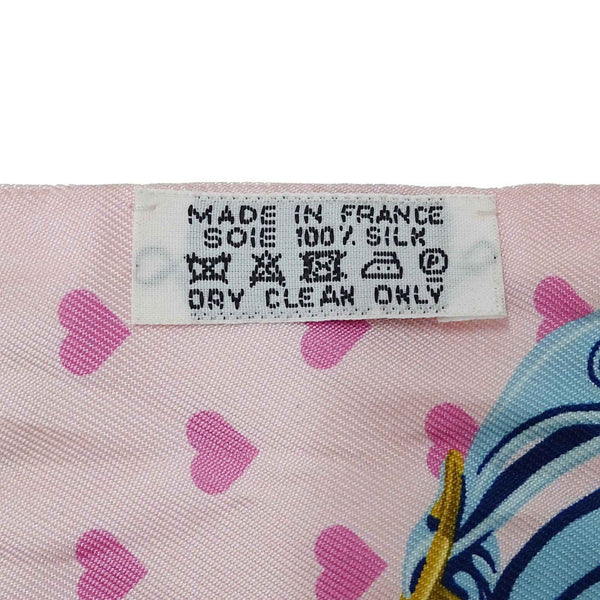 MADE IN FRANCE
SOIE 100% SILK
P
DRY CLEAN ONLY